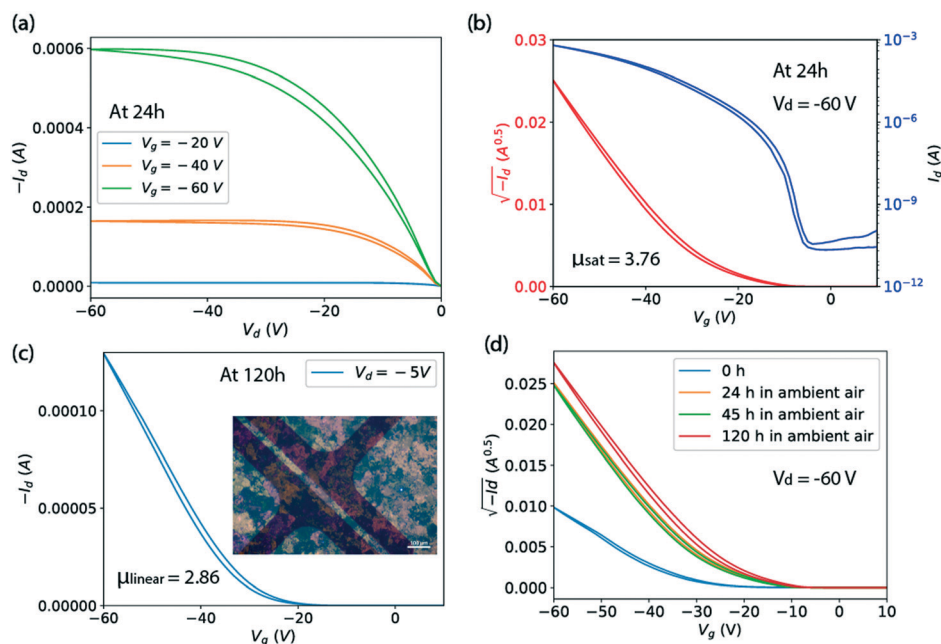 (a)
0.0006
0.0004
0.0002
0.0000
−I_d (A)
At 24h
V_g = −20 V
V_g = −40 V
V_g = −60 V
−60
−40
−20
0
V_d (V)
(b)
0.03
0.02
0.01
0.00
√−I_d (A^0.5)
At 24h
V_d = -60 V
10^−3
10^−6
10^−9
10^−12
I_d (A)
μsat = 3.76
−60
−40
−20
0
V_g (V)
(c)
0.00010
0.00005
0.00000
−I_d (A)
At 120h
V_d = −5V
100 μm
μlinear = 2.86
−60
−40
−20
0
V_g (V)
(d)
0.025
0.020
0.015
0.010
0.005
0.000
√−Id (A^0.5)
0 h
24 h in ambient air
45 h in ambient air
120 h in ambient air
V_d = -60 V
−60
−50
−40
−30
−20
−10
0
10
V_g (V)